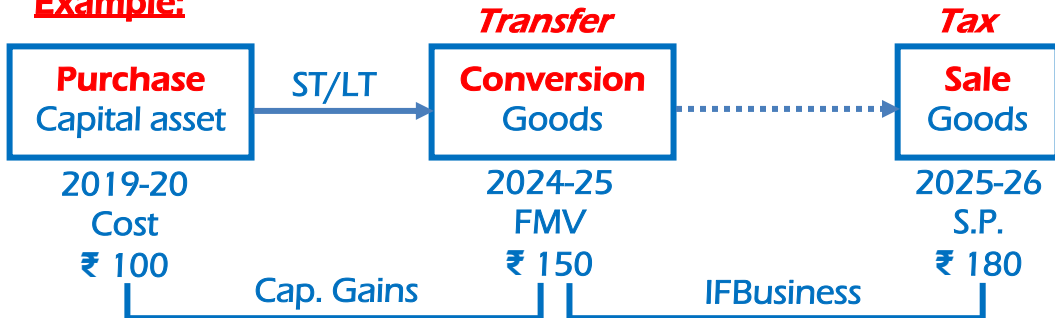 Example:
Transfer
Tax
Purchase
Capital asset
ST/LT
Conversion
Goods
Sale
Goods
2019-20
Cost
₹ 100
2024-25
FMV
₹ 150
2025-26
S.P.
₹ 180
Cap. Gains
IFBusiness